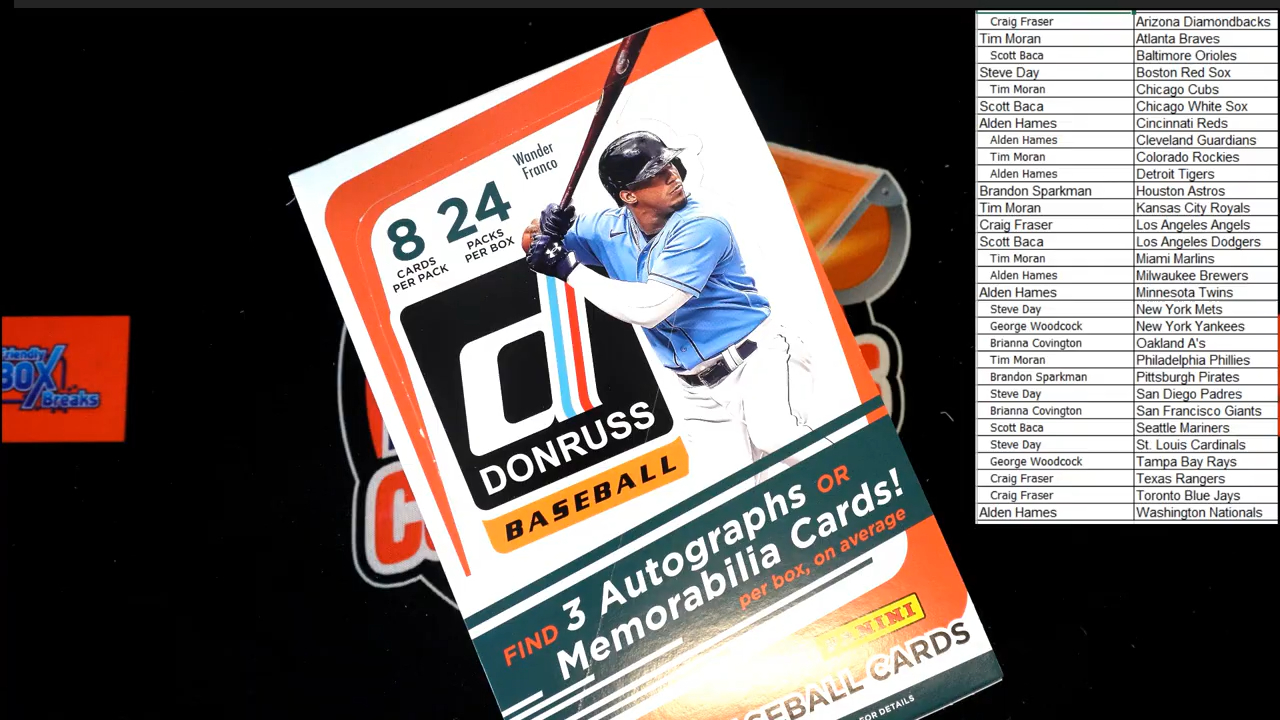 Wander
Franco
8 24
CARDS
PER PACK
PACKS
PER BOX
d
DONRUSS
BASEBALL
FIND 3 Autographs OR
Memorabilia Cards!
per box, on average
PANINI
BASEBALL CARDS
FOR DETAILS
Friendly
BOX
Breaks
Craig Fraser Arizona Diamondbacks
Tim Moran Atlanta Braves
Scott Baca Baltimore Orioles
Steve Day Boston Red Sox
Tim Moran Chicago Cubs
Scott Baca Chicago White Sox
Alden Hames Cincinnati Reds
Alden Hames Cleveland Guardians
Tim Moran Colorado Rockies
Alden Hames Detroit Tigers
Brandon Sparkman Houston Astros
Tim Moran Kansas City Royals
Craig Fraser Los Angeles Angels
Scott Baca Los Angeles Dodgers
Tim Moran Miami Marlins
Alden Hames Milwaukee Brewers
Alden Hames Minnesota Twins
Steve Day New York Mets
George Woodcock New York Yankees
Brianna Covington Oakland A's
Tim Moran Philadelphia Phillies
Brandon Sparkman Pittsburgh Pirates
Steve Day San Diego Padres
Brianna Covington San Francisco Giants
Scott Baca Seattle Mariners
Steve Day St. Louis Cardinals
George Woodcock Tampa Bay Rays
Craig Fraser Texas Rangers
Craig Fraser Toronto Blue Jays
Alden Hames Washington Nationals